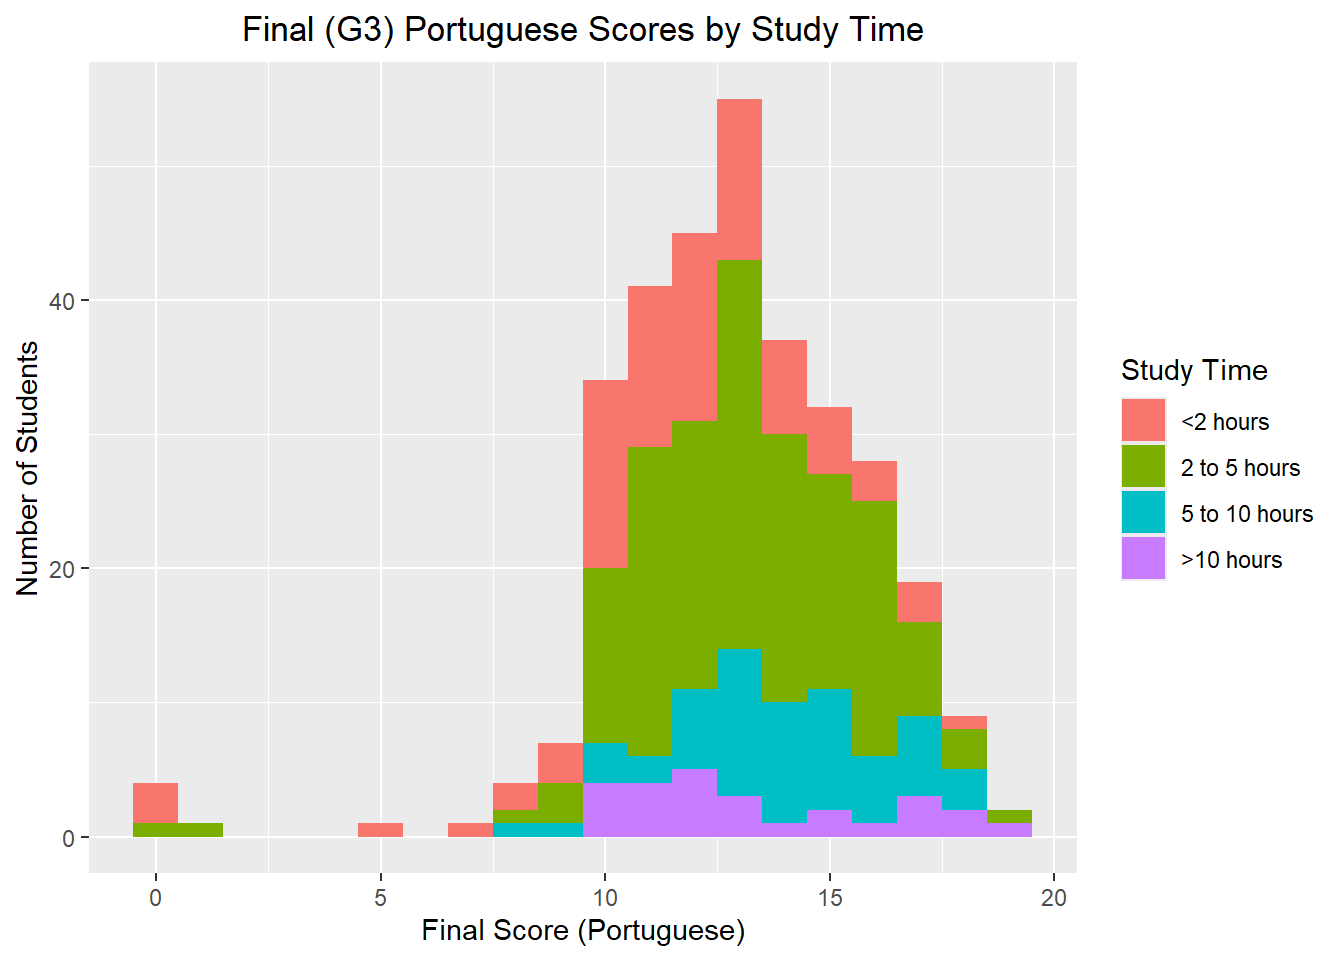 Final (G3) Portuguese Scores by Study Time
Number of Students
40
20
0
0
5
10
15
20
Final Score (Portuguese)
Study Time
<2 hours
2 to 5 hours
5 to 10 hours
>10 hours